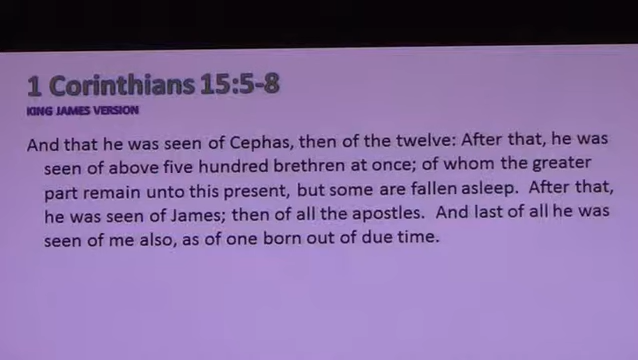 1 Corinthians 15:5-8
KING JAMES VERSION
And that he was seen of Cephas, then of the twelve: After that, he was
seen of above five hundred brethren at once; of whom the greater
part remain unto this present, but some are fallen asleep. After that,
he was seen of James; then of all the apostles. And last of all he was
seen of me also, as of one born out of due time.